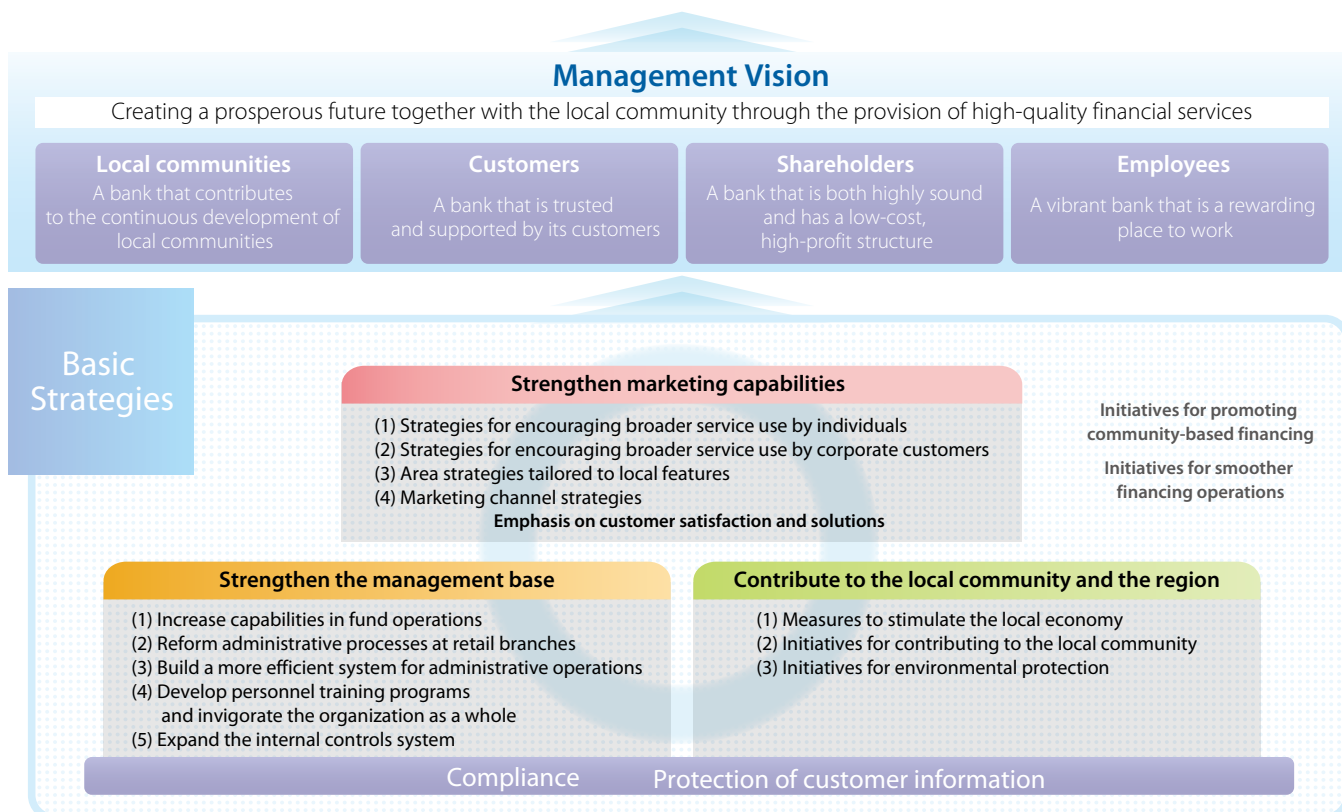 Management Vision
Creating a prosperous future together with the local community through the provision of high-quality financial services
Local communities
A bank that contributes
to the continuous development of
local communities
Customers
A bank that is trusted
and supported by its customers
Shareholders
A bank that is both highly sound
and has a low-cost,
high-profit structure
Employees
A vibrant bank that is a rewarding
place to work
Basic
Strategies
Strengthen marketing capabilities
(1) Strategies for encouraging broader service use by individuals
(2) Strategies for encouraging broader service use by corporate customers
(3) Area strategies tailored to local features
(4) Marketing channel strategies
Emphasis on customer satisfaction and solutions
Initiatives for promoting
community-based financing
Initiatives for smoother
financing operations
Strengthen the management base
(1) Increase capabilities in fund operations
(2) Reform administrative processes at retail branches
(3) Build a more efficient system for administrative operations
(4) Develop personnel training programs
and invigorate the organization as a whole
(5) Expand the internal controls system
Contribute to the local community and the region
(1) Measures to stimulate the local economy
(2) Initiatives for contributing to the local community
(3) Initiatives for environmental protection
Compliance Protection of customer information